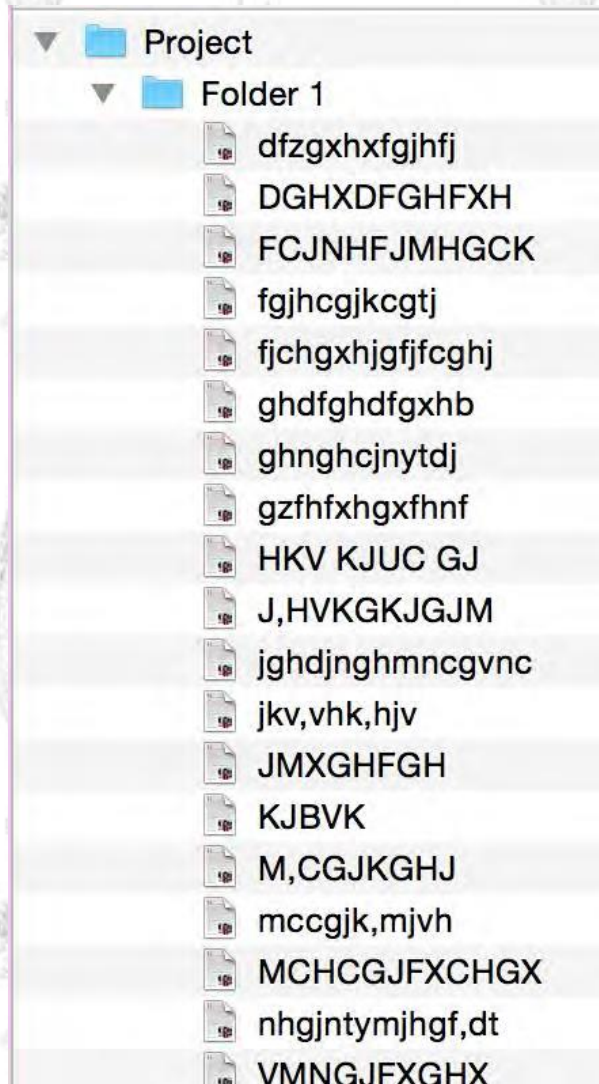 Project
Folder 1
dfzgxhxfgjhfj
DGHXDFGHFXH
FCJNHFJMHGCK
fgjhcgjkcgtj
fjchgxhjgfjfcghj
ghdfghdfgxhb
ghnghcjnytdj
gzfhfxhgxfhnf
HKV KJUC GJ
J,HVKGKJGJM
jghdjnghmncgvnc
jkv,vhk,hjv
JMXGHFGH
KJBVK
M,CGJKGHJ
mccgjk,mjvh
MCHCGJFXCHGX
nhgjntymjhgf,dt
VMNGJFXGHX